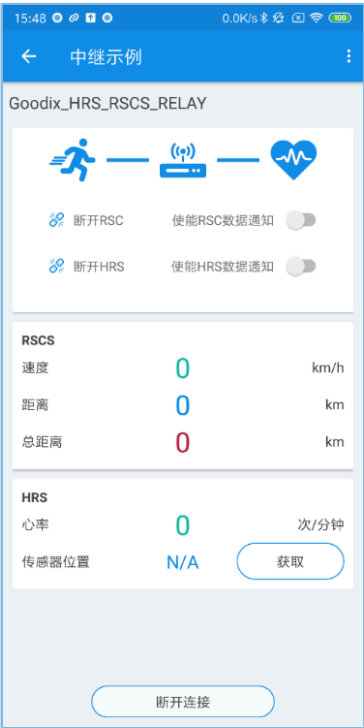 15:48 0.0K/s 100
中继示例
Goodix_HRS_RSCS_RELAY
断开RSC 使能RSC数据通知
断开HRS 使能HRS数据通知
RSCS
速度 0 km/h
距离 0 km
总距离 0 km
HRS
心率 0 次/分钟
传感器位置 N/A 获取
断开连接